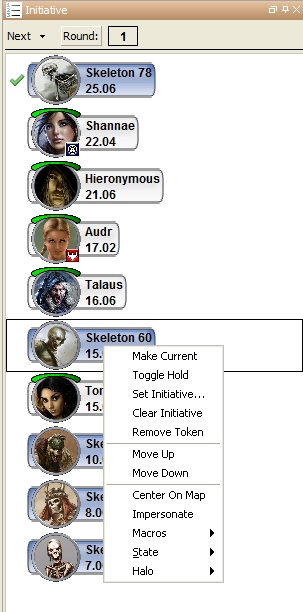 Initiative
Next Round: 1
Skeleton 78
25.06
Shannae
22.04
Hieronymous
21.06
Audr
17.02
Talaus
16.06
Skeleton 60
15.
Tor
15.
Ske
10.
Ske
8.0
Ske
7.0
Make Current
Toggle Hold
Set Initiative...
Clear Initiative
Remove Token
Move Up
Move Down
Center On Map
Impersonate
Macros
State
Halo